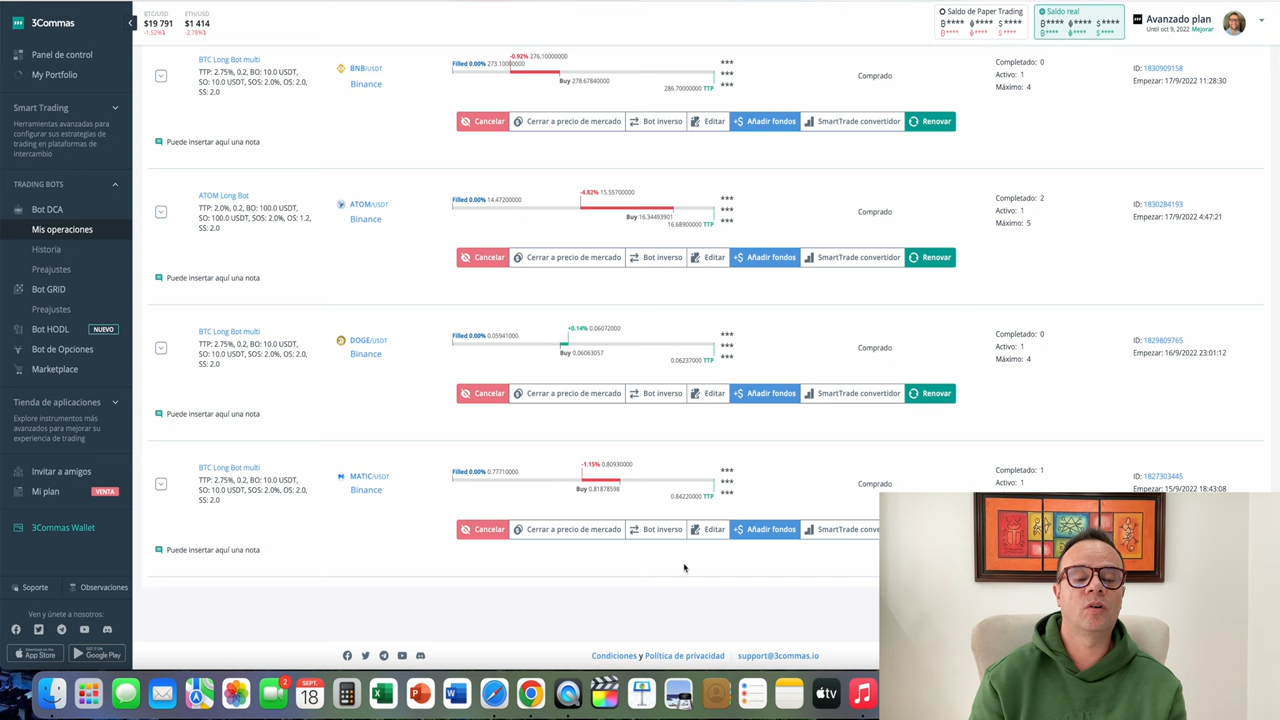 3Commas
BTC/USD
$19 791
-1.52%
ETH/USD
$1 414
-2.78%
Saldo de Paper Trading
Saldo real
Avanzado plan
Until Oct 9, 2022 Mejorar
Panel de control
My Portfolio
Smart Trading
Herramientas avanzadas para
configurar sus estrategias de
trading en plataformas de
intercambio
TRADING BOTS
Bot DCA
Mis operaciones
Historia
Preajustes
Bot GRID
Preajustes
Bot HODL NUEVO
Bot de Opciones
Marketplace
Tienda de aplicaciones
Explore instrumentos más
avanzados para mejorar su
experiencia de trading
Invitar a amigos
Mi plan VENTA
3Commas Wallet
Soporte Observaciones
Ven y únete a nosotros:
Download on the
App Store
GET IT ON
Google Play
BTC Long Bot multi
TTP: 2.75%, 0.2, BO: 10.0 USDT,
SO: 10.0 USDT, SOS: 2.0%, OS: 2.0,
SS: 2.0
BNB/USDT
Binance
-0.92% 276.10000000
Filled 0.00% 273.10000000
Buy 278.67840000
286.70000000 TTP
***
***
***
Comprado
Completado: 0
Activo: 1
Máximo: 4
ID: 1830909158
Empezar: 17/9/2022 11:28:30
Cancelar Cerrar a precio de mercado Bot inverso Editar Añadir fondos SmartTrade convertidor Renovar
Puede insertar aquí una nota
ATOM Long Bot
TTP: 2.0%, 0.2, BO: 100.0 USDT,
SO: 100.0 USDT, SOS: 2.0%, OS: 1.2,
SS: 2.0
ATOM/USDT
Binance
-4.82% 15.55700000
Filled 0.00% 14.47200000
Buy 16.34493901
16.68900000 TTP
***
***
***
Comprado
Completado: 2
Activo: 1
Máximo: 5
ID: 1830284193
Empezar: 17/9/2022 4:47:21
Cancelar Cerrar a precio de mercado Bot inverso Editar Añadir fondos SmartTrade convertidor Renovar
Puede insertar aquí una nota
BTC Long Bot multi
TTP: 2.75%, 0.2, BO: 10.0 USDT,
SO: 10.0 USDT, SOS: 2.0%, OS: 2.0,
SS: 2.0
DOGE/USDT
Binance
+0.14% 0.06072000
Filled 0.00% 0.05941000
Buy 0.06063057
0.06237000 TTP
***
***
***
Comprado
Completado: 0
Activo: 1
Máximo: 4
ID: 1829809765
Empezar: 16/9/2022 23:01:12
Cancelar Cerrar a precio de mercado Bot inverso Editar Añadir fondos SmartTrade convertidor Renovar
Puede insertar aquí una nota
BTC Long Bot multi
TTP: 2.75%, 0.2, BO: 10.0 USDT,
SO: 10.0 USDT, SOS: 2.0%, OS: 2.0,
SS: 2.0
MATIC/USDT
Binance
-1.15% 0.80930000
Filled 0.00% 0.77710000
Buy 0.81878598
0.84220000 TTP
***
***
***
Comprado
Completado: 1
Activo: 1
ID: 1827303445
Empezar: 15/9/2022 18:43:08
Cancelar Cerrar a precio de mercado Bot inverso Editar Añadir fondos SmartTrade
Puede insertar aquí una nota
Condiciones y Política de privacidad support@3commas.io
2
SEPT.
18
tv